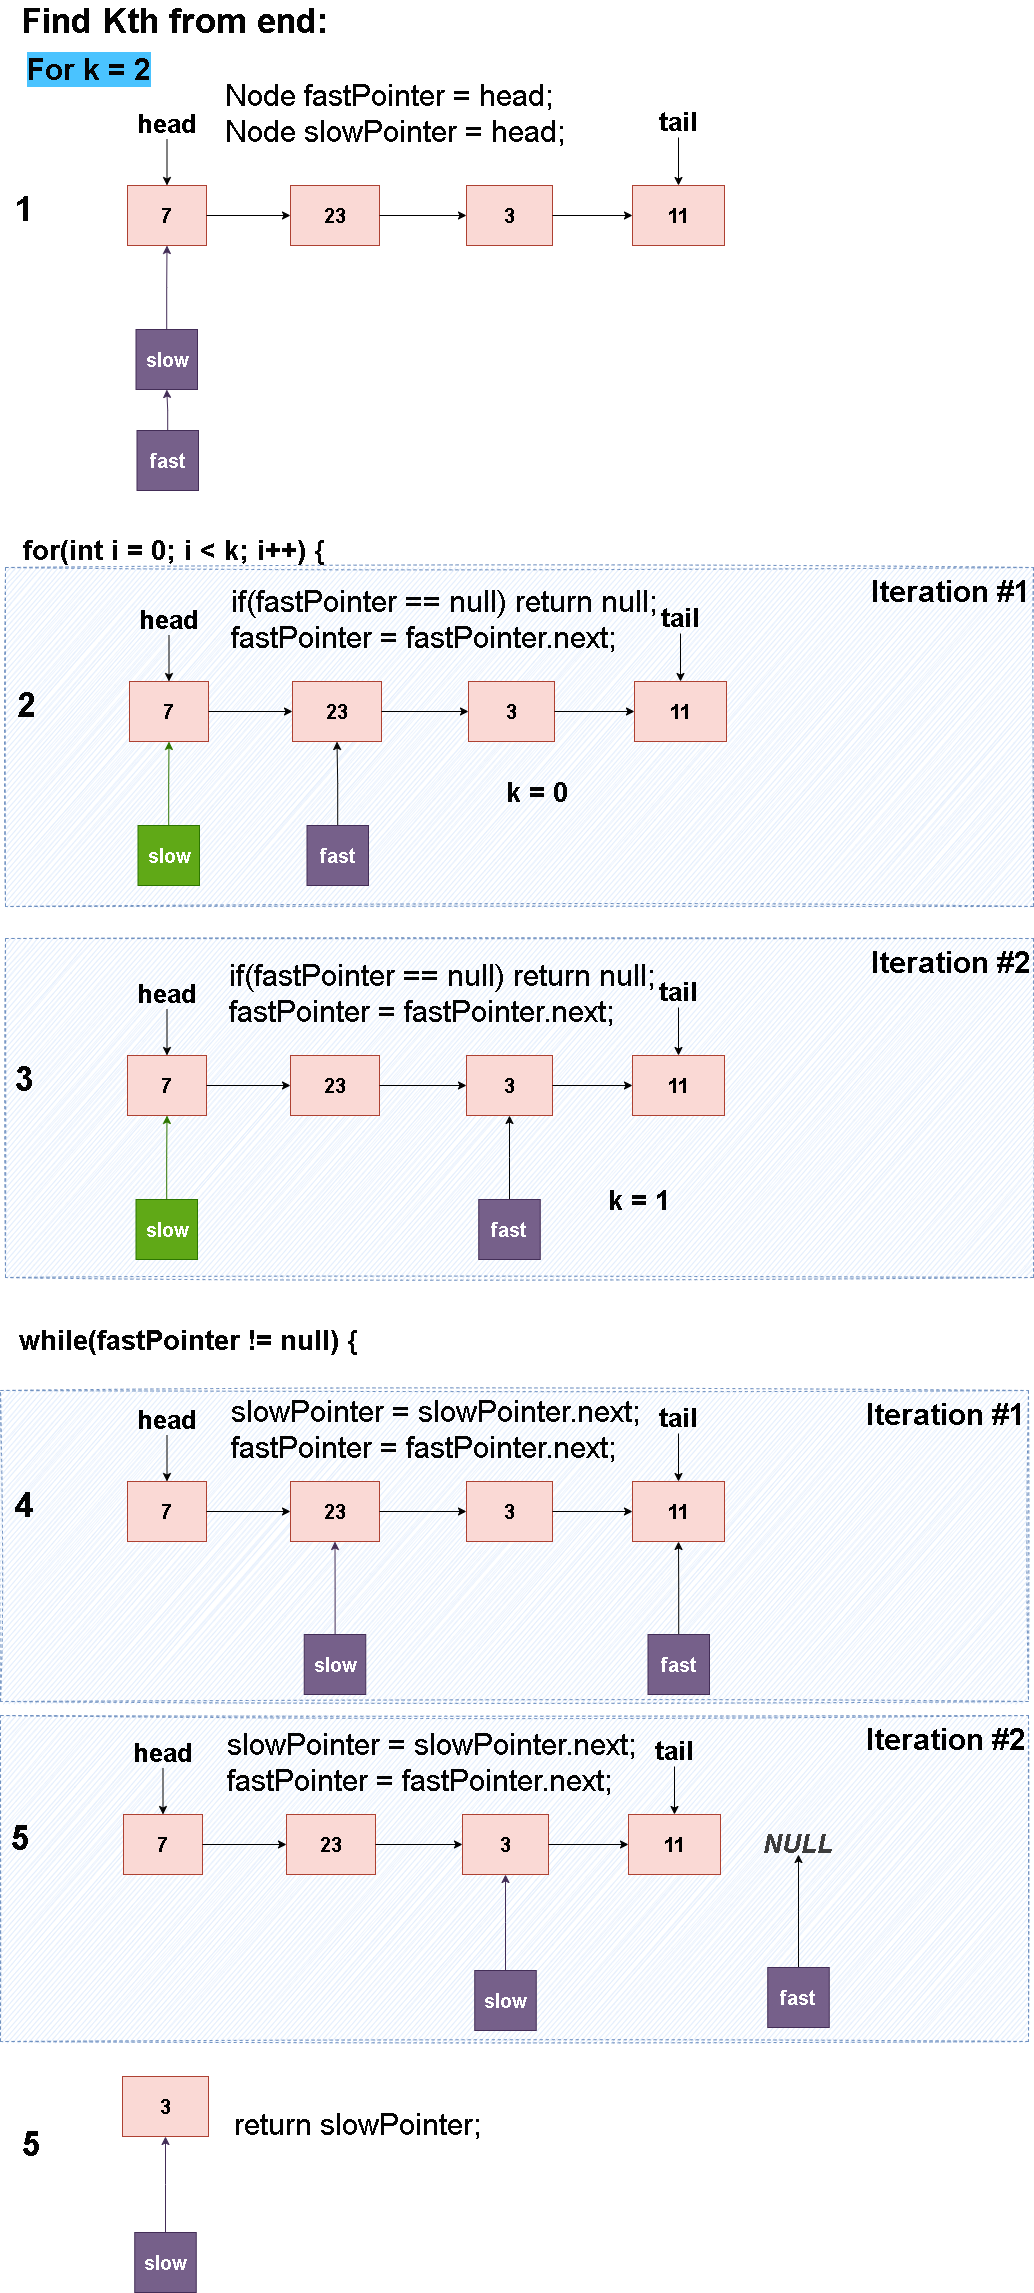 Find Kth from end:
For k = 2
Node fastPointer = head;
Node slowPointer = head;
head
tail
1
7
23
3
11
slow
fast
for(int i = 0; i < k; i++) {
Iteration #1
if(fastPointer == null) return null;
fastPointer = fastPointer.next;
head
tail
2
7
23
3
11
k = 0
slow
fast
Iteration #2
if(fastPointer == null) return null;
fastPointer = fastPointer.next;
head
tail
3
7
23
3
11
k = 1
slow
fast
while(fastPointer != null) {
Iteration #1
slowPointer = slowPointer.next;
fastPointer = fastPointer.next;
head
tail
4
7
23
3
11
slow
fast
Iteration #2
slowPointer = slowPointer.next;
fastPointer = fastPointer.next;
head
tail
5
7
23
3
11
NULL
slow
fast
3
return slowPointer;
5
slow